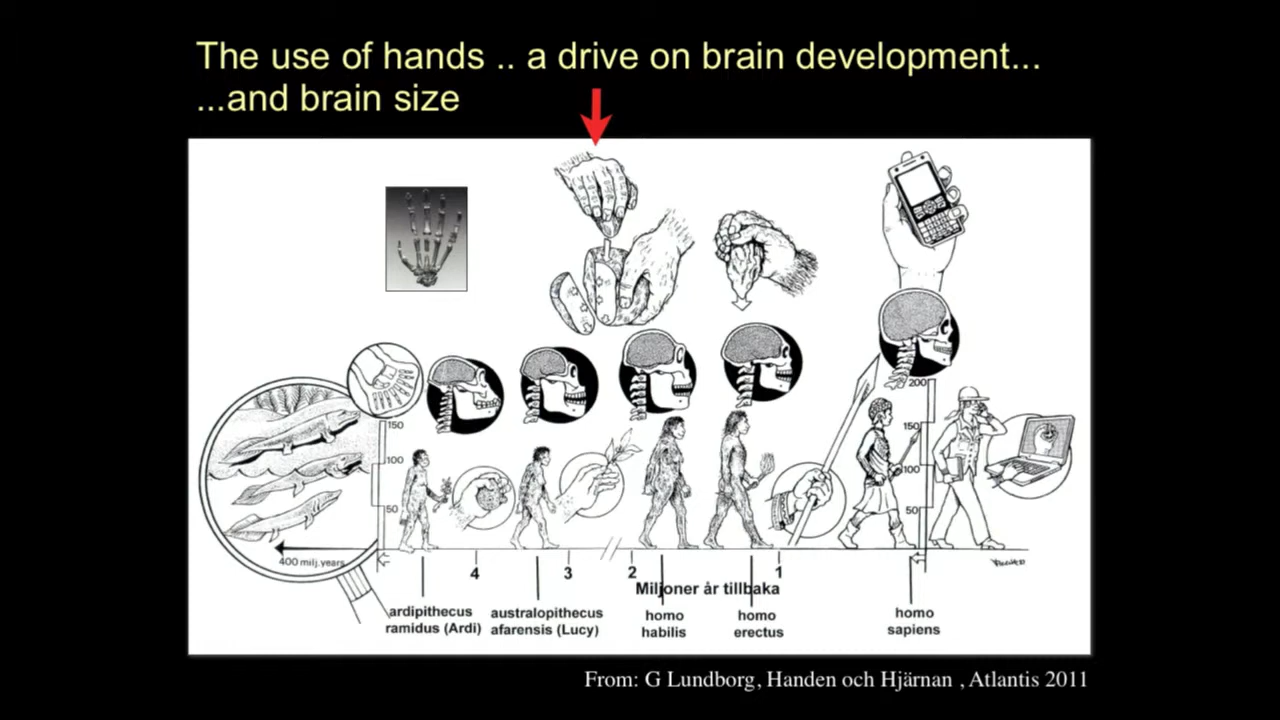 The use of hands .. a drive on brain development...
...and brain size
200
150
150
100
100
50
50
400 milj.years
4
3
2
1
Miljoner år tillbaka
ardipithecus
ramidus (Ardi)
australopithecus
afarensis (Lucy)
homo
habilis
homo
erectus
homo
sapiens
From: G Lundborg, Handen och Hjärnan , Atlantis 2011